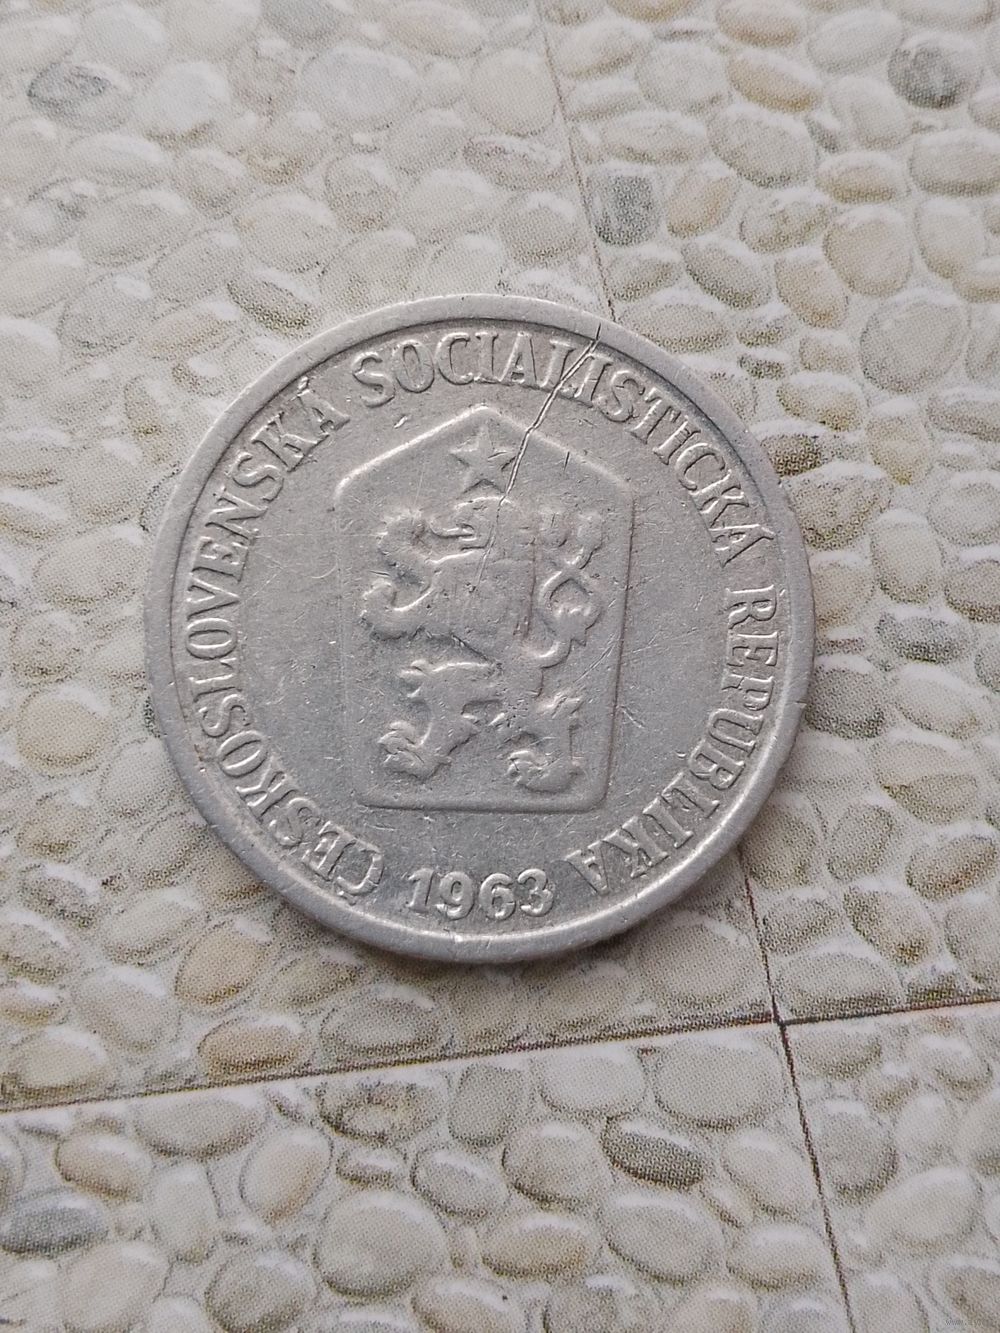 ČESKOSLOVENSKÁ SOCIALISTICKÁ REPUBLIKA
1963